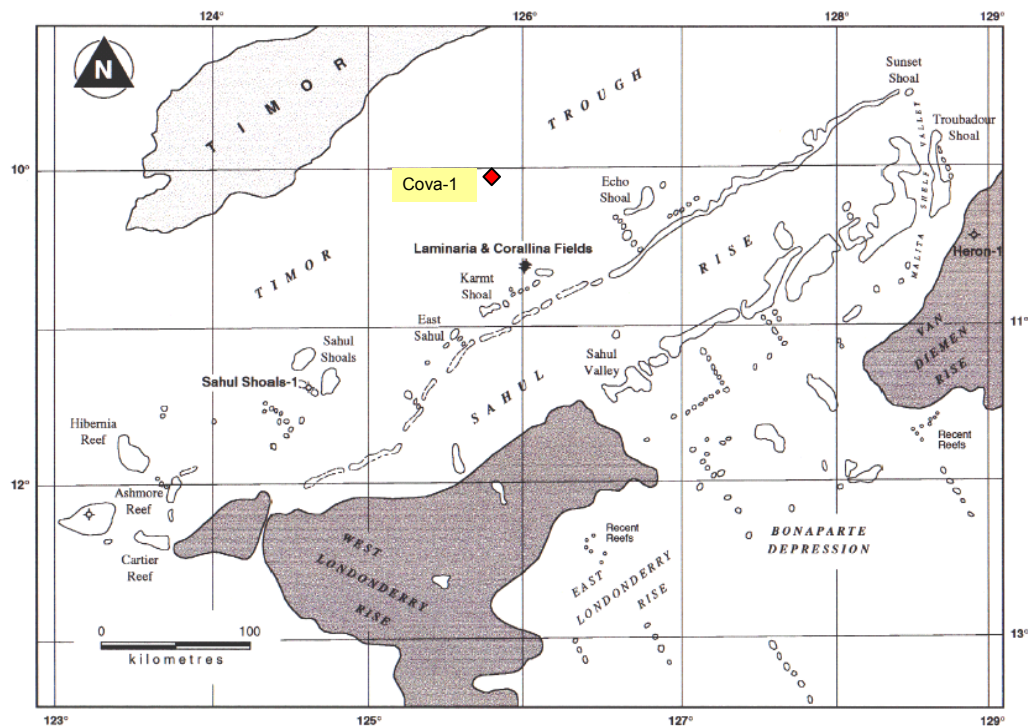 124°
126°
128°
129°
N
TIMOR
TROUGH
Sunset
Shoal
VALLEY
Troubadour
Shoal
10°
10°
Cova-1
Echo
Shoal
SHELF
Laminaria & Corallina Fields
RISE
Heron-1
TIMOR
Karmt
Shoal
MALITA
East
Sahul
11°
11°
Sahul
Shoals
VAN
DIEMEN
RISE
Sahul
Valley
Sahul Shoals-1
SAHUL
Hibernia
Reef
Recent
Reefs
12°
Ashmore
Reef
Recent
Reefs
BONAPARTE
DEPRESSION
Cartier
Reef
WEST
LONDONDERRY
RISE
EAST
LONDONDERRY
RISE
0 100
kilometres
13°
123°
125°
127°
129°